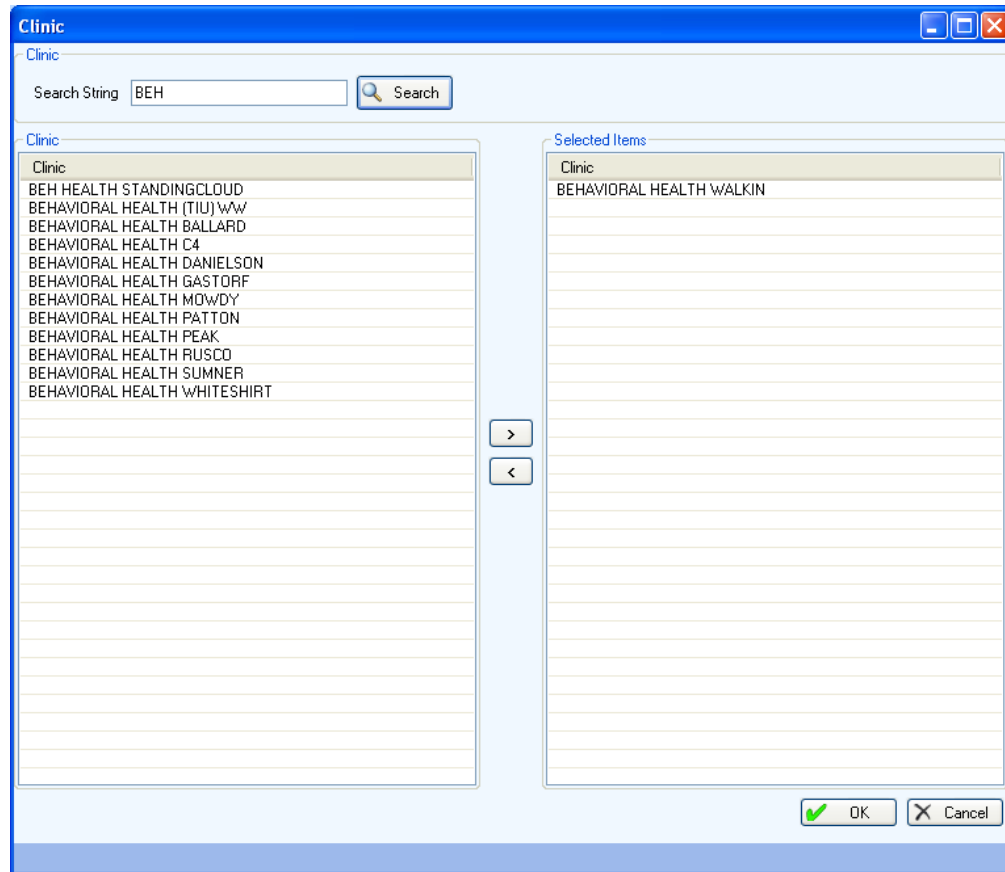 Clinic
Clinic
Search String BEH Search
Clinic
Clinic
BEH HEALTH STANDINGCLOUD
BEHAVIORAL HEALTH (TIU) WW
BEHAVIORAL HEALTH BALLARD
BEHAVIORAL HEALTH C4
BEHAVIORAL HEALTH DANIELSON
BEHAVIORAL HEALTH GASTORF
BEHAVIORAL HEALTH MOWDY
BEHAVIORAL HEALTH PATTON
BEHAVIORAL HEALTH PEAK
BEHAVIORAL HEALTH RUSCO
BEHAVIORAL HEALTH SUMNER
BEHAVIORAL HEALTH WHITESHIRT
>
<
Selected Items
Clinic
BEHAVIORAL HEALTH WALKIN
OK Cancel